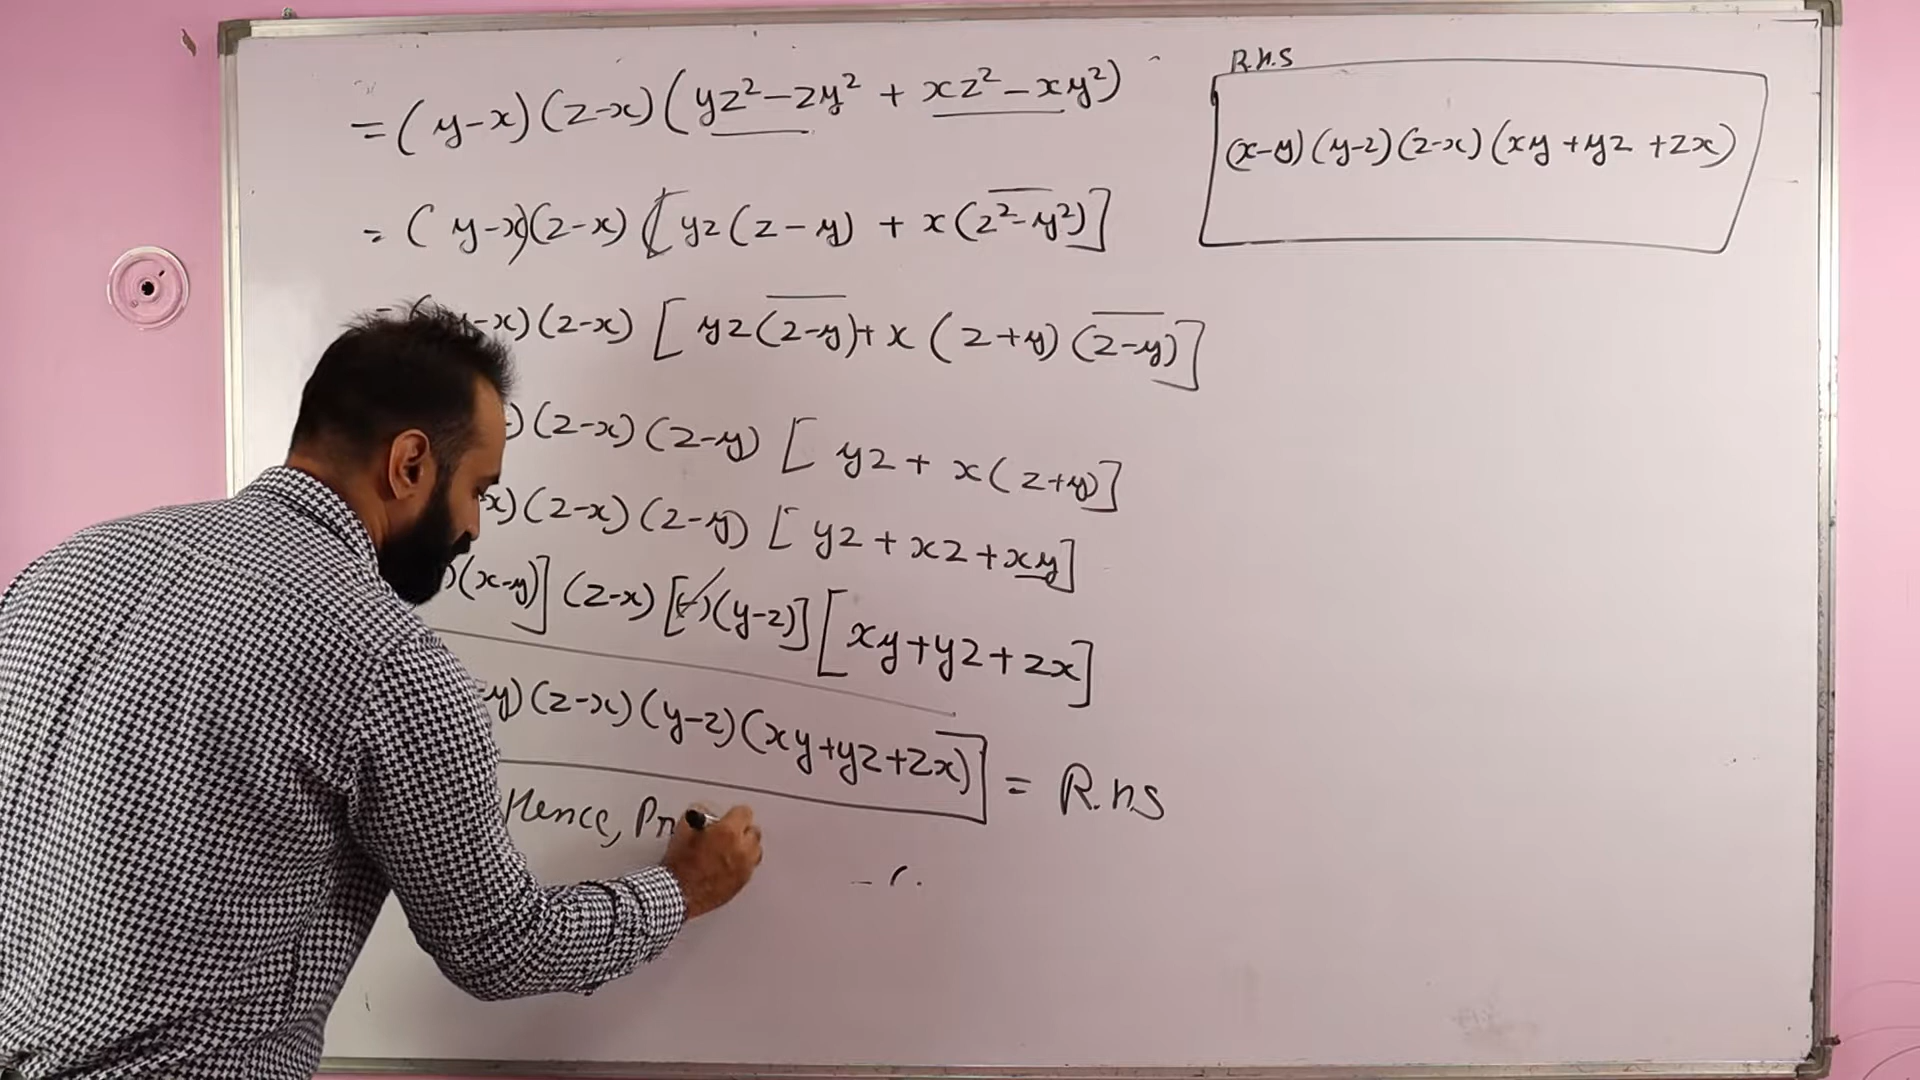 = (y-x)(z-x)(yz²-zy² + xz²-xy²)
= (y-x)(z-x)[yz(z-y) + x(z²-y²)]
-x)(z-x)[yz(z-y)+x(z+y)(z-y)]
)(z-x)(z-y)[yz+x(z+y)]
x)(z-x)(z-y)[yz+xz+xy]
)(x-y)](z-x)[(-)(y-z)][xy+yz+zx]
-y)(z-x)(y-z)(xy+yz+zx) = R.H.S
Hence, Pr
R.H.S
(x-y)(y-z)(z-x)(xy+yz+zx)